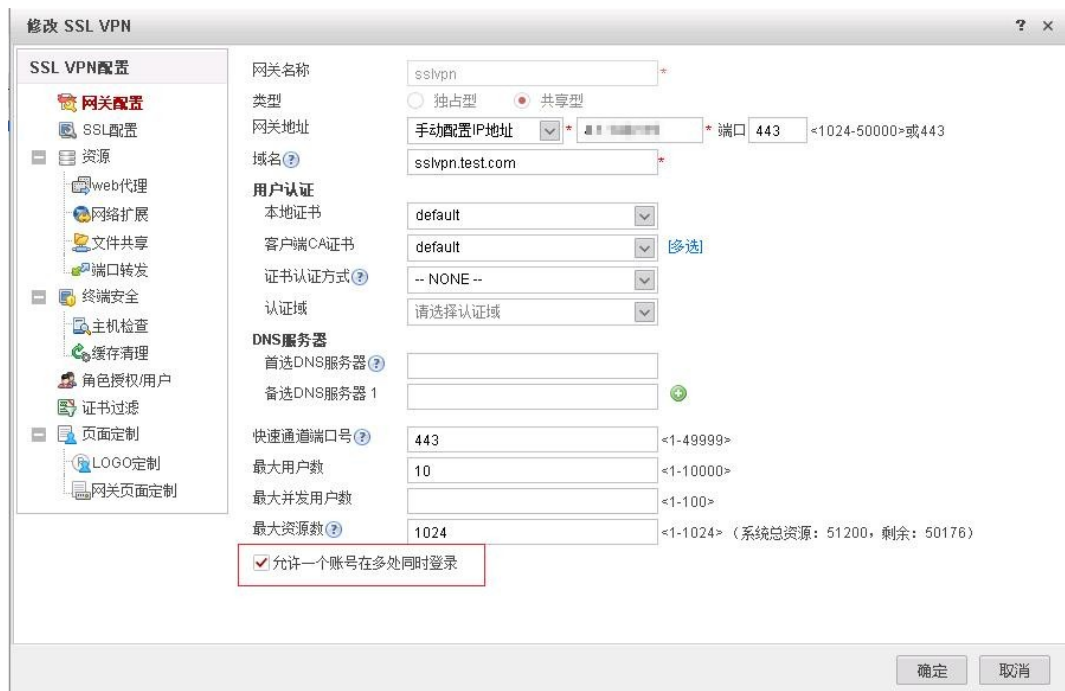 修改 SSL VPN
? ×
SSL VPN配置
网关配置
SSL配置
资源
web代理
网络扩展
文件共享
端口转发
终端安全
主机检查
缓存清理
角色授权/用户
证书过滤
页面定制
LOGO定制
网关页面定制
网关名称 sslvpn *
类型 独占型 共享型
网关地址 手动配置IP地址 * * 端口 443 <1024-50000>或443
域名 ? sslvpn.test.com *
用户认证
本地证书 default
客户端CA证书 default [多选]
证书认证方式 ? -- NONE --
认证域 请选择认证域
DNS服务器
首选DNS服务器 ?
备选DNS服务器 1
快速通道端口号 ? 443 <1-49999>
最大用户数 10 <1-10000>
最大并发用户数 <1-100>
最大资源数 ? 1024 <1-1024> (系统总资源: 51200, 剩余: 50176)
允许一个账号在多处同时登录
确定 取消